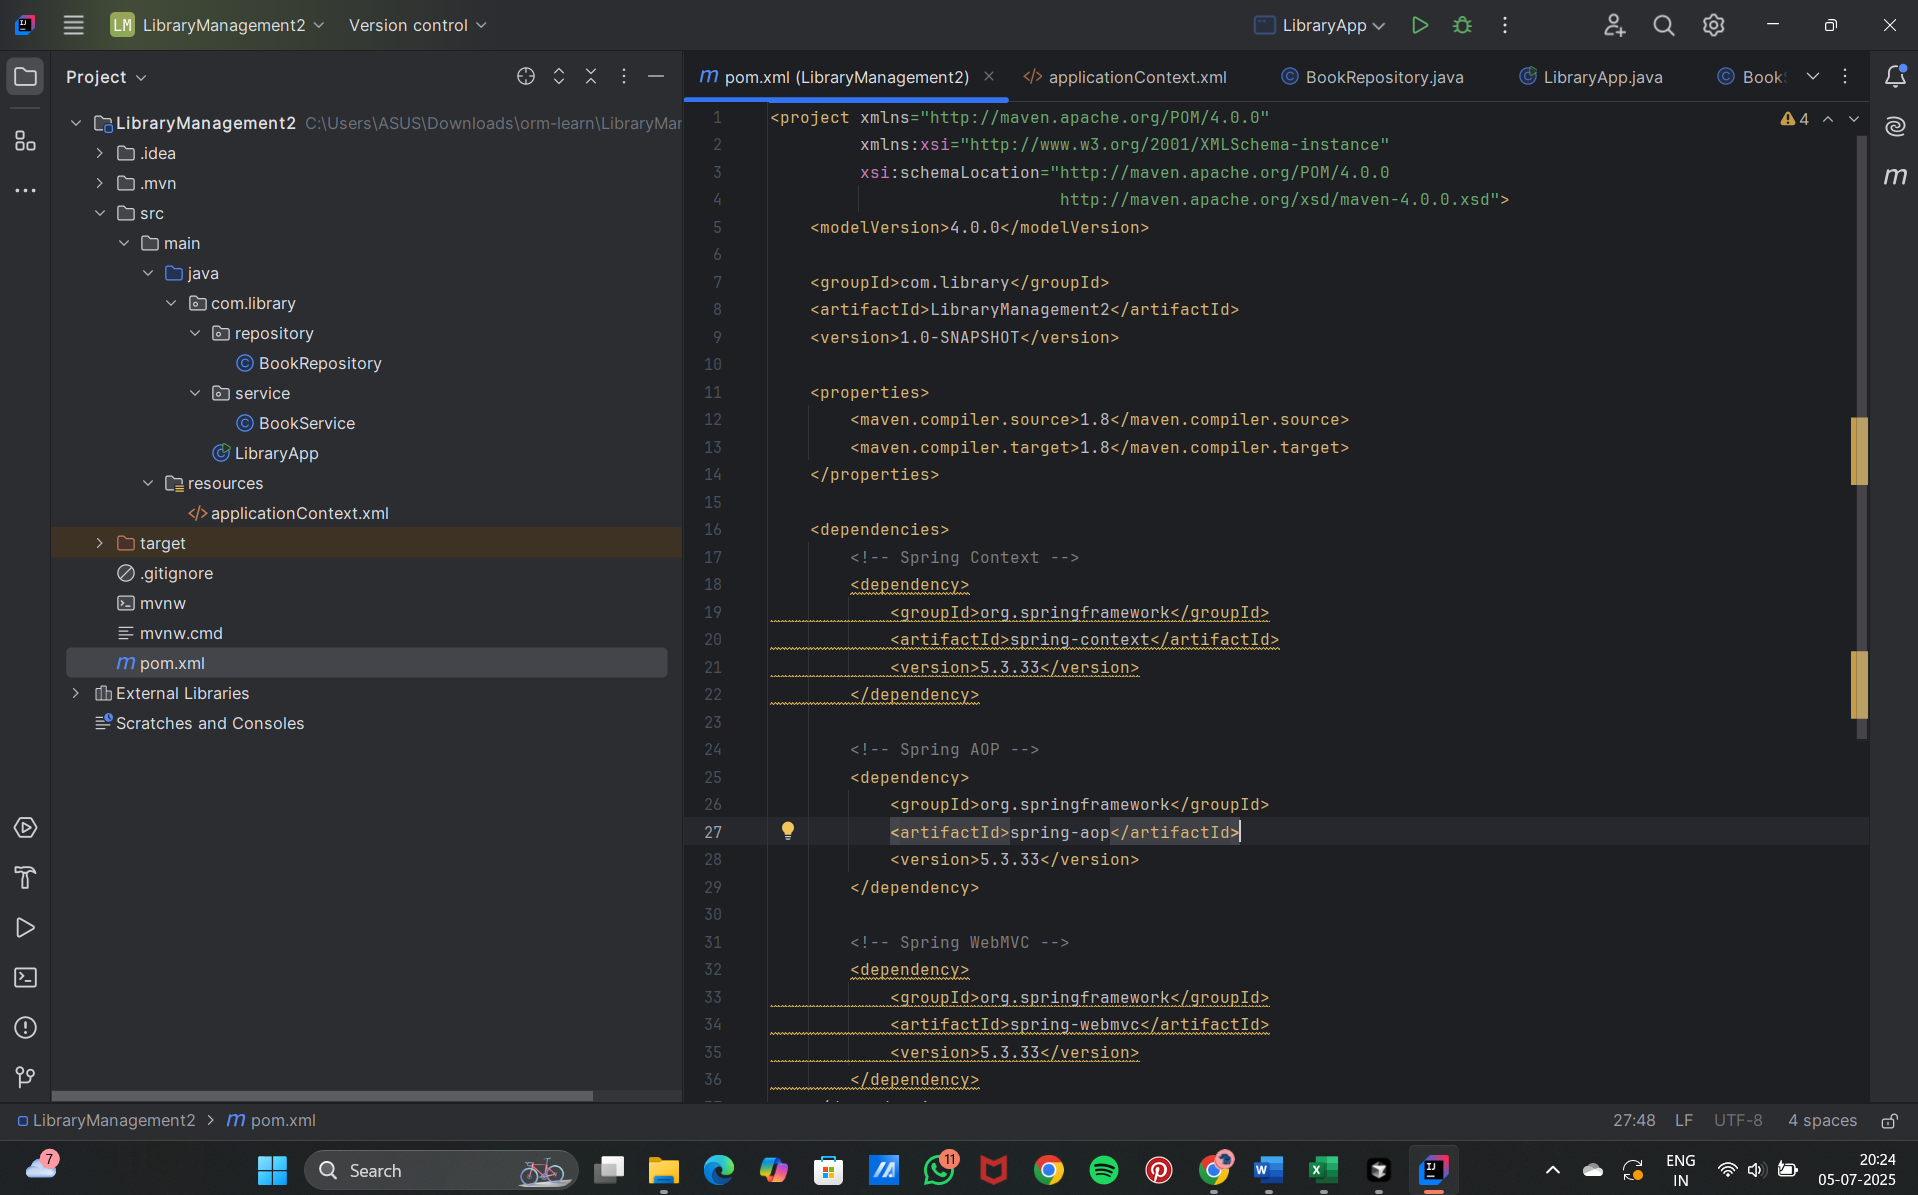 LM LibraryManagement2 Version control LibraryApp
Project
pom.xml (LibraryManagement2) applicationContext.xml BookRepository.java LibraryApp.java Book
LibraryManagement2 C:\Users\ASUS\Downloads\orm-learn\LibraryMar
.idea
.mvn
src
main
java
com.library
repository
BookRepository
service
BookService
LibraryApp
resources
applicationContext.xml
target
.gitignore
mvnw
mvnw.cmd
pom.xml
External Libraries
Scratches and Consoles
4
1 <project xmlns="http://maven.apache.org/POM/4.0.0"
2 xmlns:xsi="http://www.w3.org/2001/XMLSchema-instance"
3 xsi:schemaLocation="http://maven.apache.org/POM/4.0.0
4 http://maven.apache.org/xsd/maven-4.0.0.xsd">
5 <modelVersion>4.0.0</modelVersion>
6
7 <groupId>com.library</groupId>
8 <artifactId>LibraryManagement2</artifactId>
9 <version>1.0-SNAPSHOT</version>
10
11 <properties>
12 <maven.compiler.source>1.8</maven.compiler.source>
13 <maven.compiler.target>1.8</maven.compiler.target>
14 </properties>
15
16 <dependencies>
17 <!-- Spring Context -->
18 <dependency>
19 <groupId>org.springframework</groupId>
20 <artifactId>spring-context</artifactId>
21 <version>5.3.33</version>
22 </dependency>
23
24 <!-- Spring AOP -->
25 <dependency>
26 <groupId>org.springframework</groupId>
27 <artifactId>spring-aop</artifactId>
28 <version>5.3.33</version>
29 </dependency>
30
31 <!-- Spring WebMVC -->
32 <dependency>
33 <groupId>org.springframework</groupId>
34 <artifactId>spring-webmvc</artifactId>
35 <version>5.3.33</version>
36 </dependency>
LibraryManagement2 > pom.xml
27:48 LF UTF-8 4 spaces
7
Search
11
ENG
IN
20:24
05-07-2025